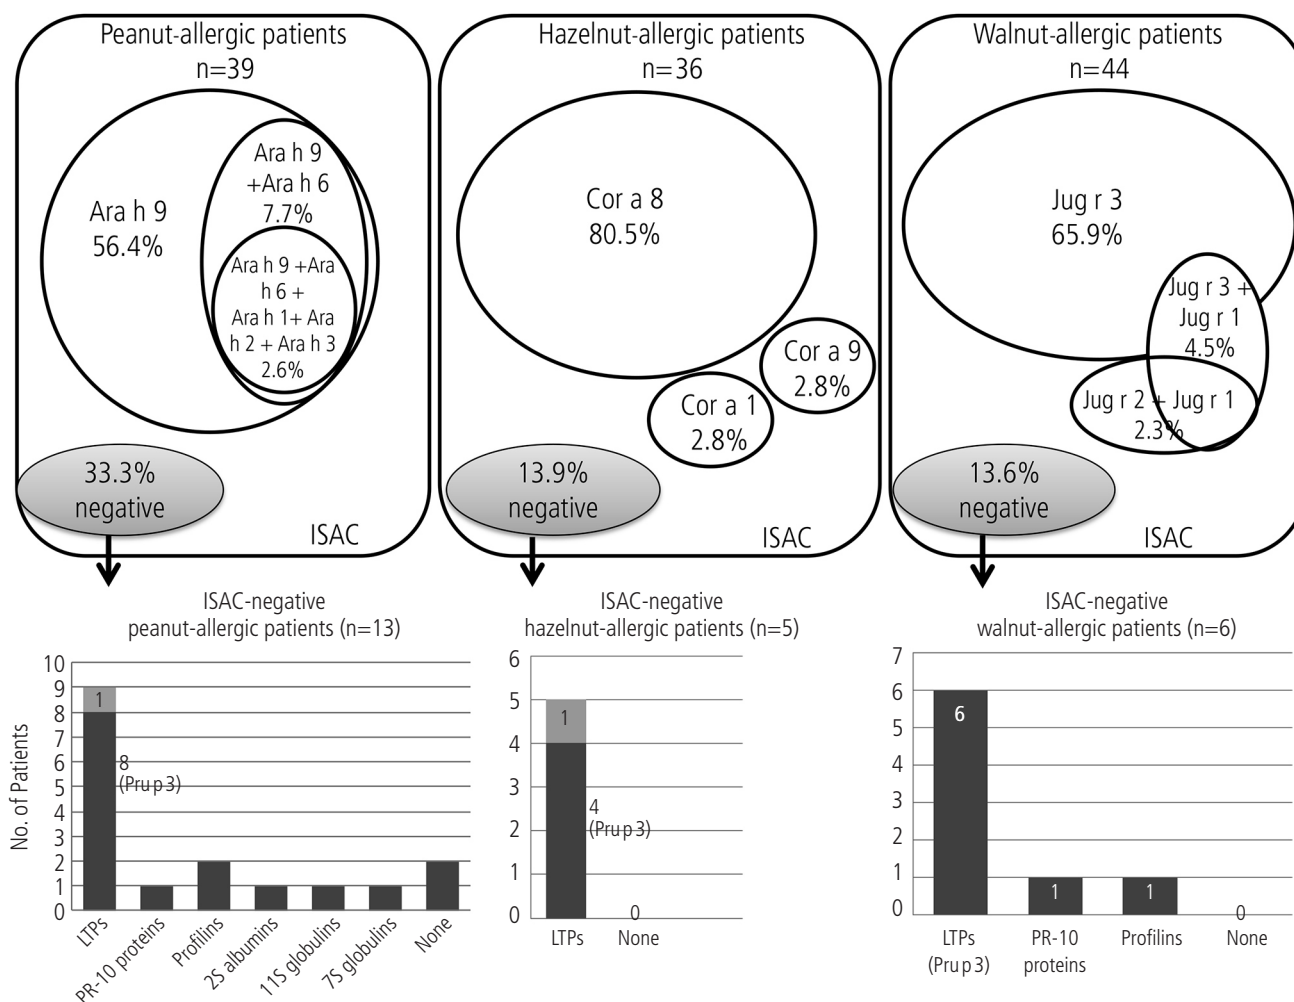 Peanut-allergic patients
n=39
Ara h 9
56.4%
Ara h 9
+Ara h 6
7.7%
Ara h 9 +Ara
h 6 +
Ara h 1+ Ara
h 2 + Ara h 3
2.6%
33.3%
negative
ISAC
Hazelnut-allergic patients
n=36
Cor a 8
80.5%
Cor a 9
2.8%
Cor a 1
2.8%
13.9%
negative
ISAC
Walnut-allergic patients
n=44
Jug r 3
65.9%
Jug r 3 +
Jug r 1
4.5%
Jug r 2 + Jug r 1
2.3%
13.6%
negative
ISAC
ISAC-negative
peanut-allergic patients (n=13)
No. of Patients
10
9
8
7
6
5
4
3
2
1
0
1
8
(Pru p 3)
LTPs
PR-10 proteins
Profilins
2S albumins
11S globulins
7S globulins
None
ISAC-negative
hazelnut-allergic patients (n=5)
6
5
4
3
2
1
0
1
4
(Pru p 3)
0
LTPs
None
ISAC-negative
walnut-allergic patients (n=6)
7
6
5
4
3
2
1
0
6
1
1
0
LTPs
(Pru p 3)
PR-10
proteins
Profilins
None